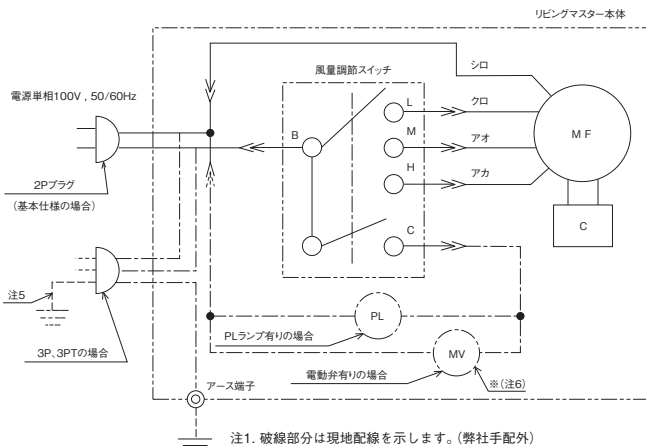 リビングマスター本体
風量調節スイッチ
シロ
電源単相100V , 50/60Hz
L
クロ
B
M
アオ
MF
H
アカ
2Pプラグ
(基本仕様の場合)
C
C
注5
PL
PLランプ有りの場合
3P、3PTの場合
MV
電動弁有りの場合
※(注6)
アース端子
注1. 破線部分は現地配線を示します。(弊社手配外)